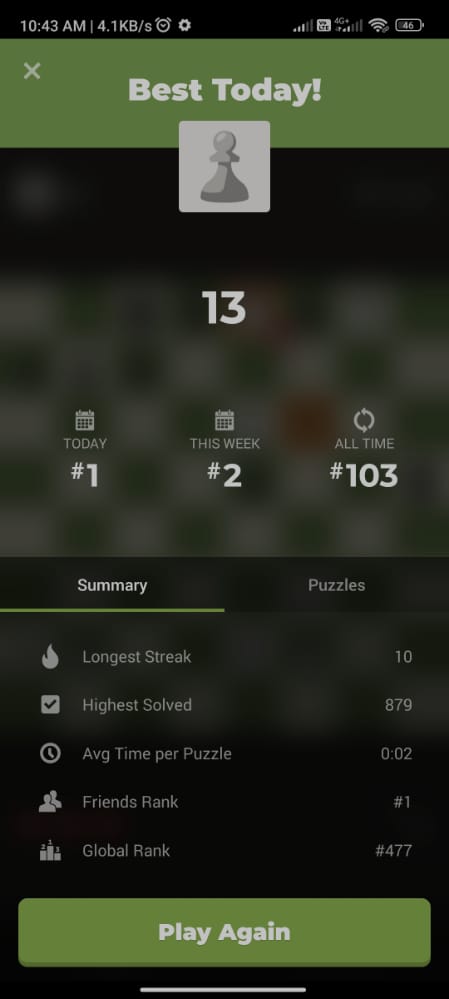 10:43 AM | 4.1KB/s 4G+ 46
Best Today!
13
TODAY THIS WEEK ALL TIME
#1 #2 #103
Summary Puzzles
Longest Streak 10
Highest Solved 879
Avg Time per Puzzle 0:02
Friends Rank #1
Global Rank #477
Play Again